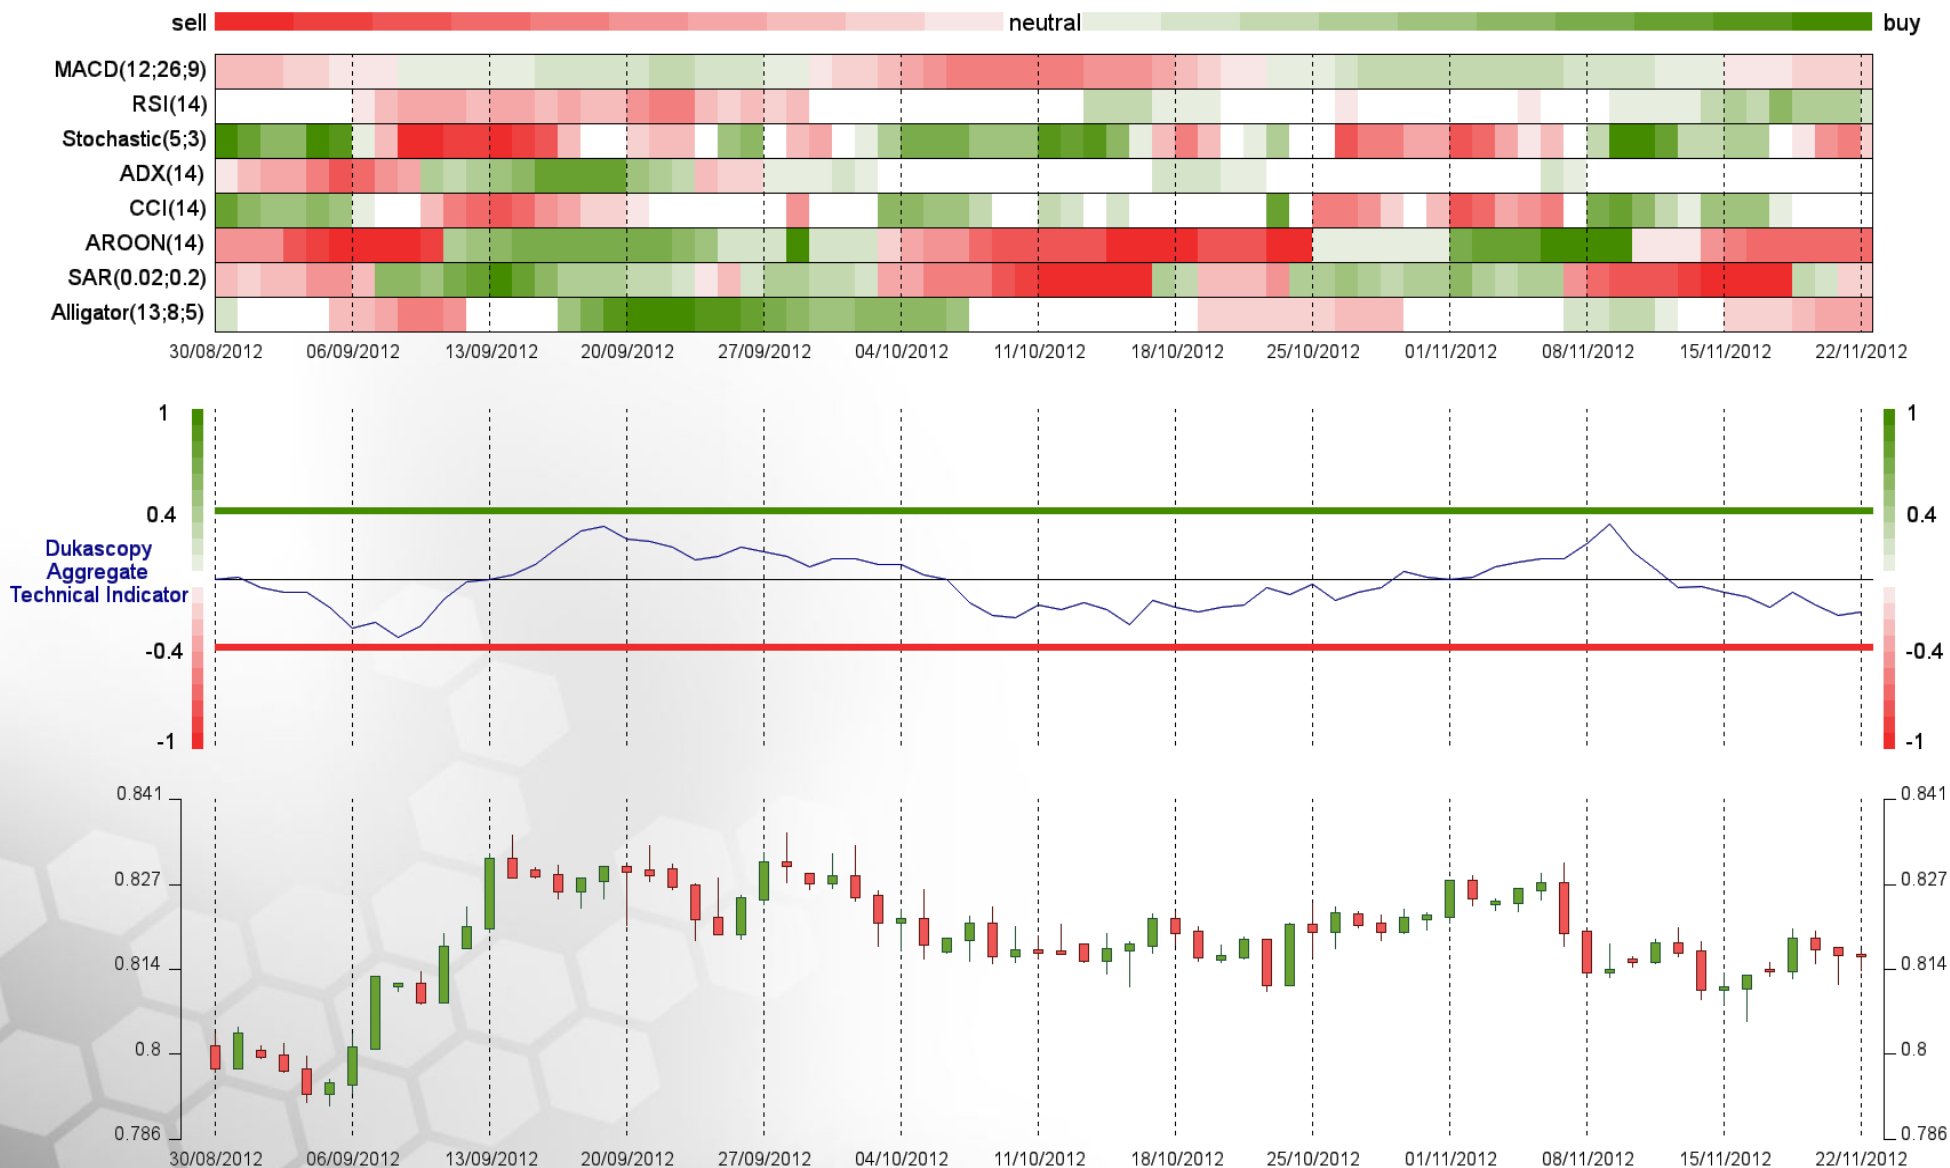 sell neutral buy
MACD(12;26;9)
RSI(14)
Stochastic(5;3)
ADX(14)
CCI(14)
AROON(14)
SAR(0.02;0.2)
Alligator(13;8;5)
30/08/2012 06/09/2012 13/09/2012 20/09/2012 27/09/2012 04/10/2012 11/10/2012 18/10/2012 25/10/2012 01/11/2012 08/11/2012 15/11/2012 22/11/2012
1 1
0.4 0.4
Dukascopy
Aggregate
Technical Indicator
-0.4 -0.4
-1 -1
0.841 0.841
0.827 0.827
0.814 0.814
0.8 0.8
0.786 0.786
30/08/2012 06/09/2012 13/09/2012 20/09/2012 27/09/2012 04/10/2012 11/10/2012 18/10/2012 25/10/2012 01/11/2012 08/11/2012 15/11/2012 22/11/2012